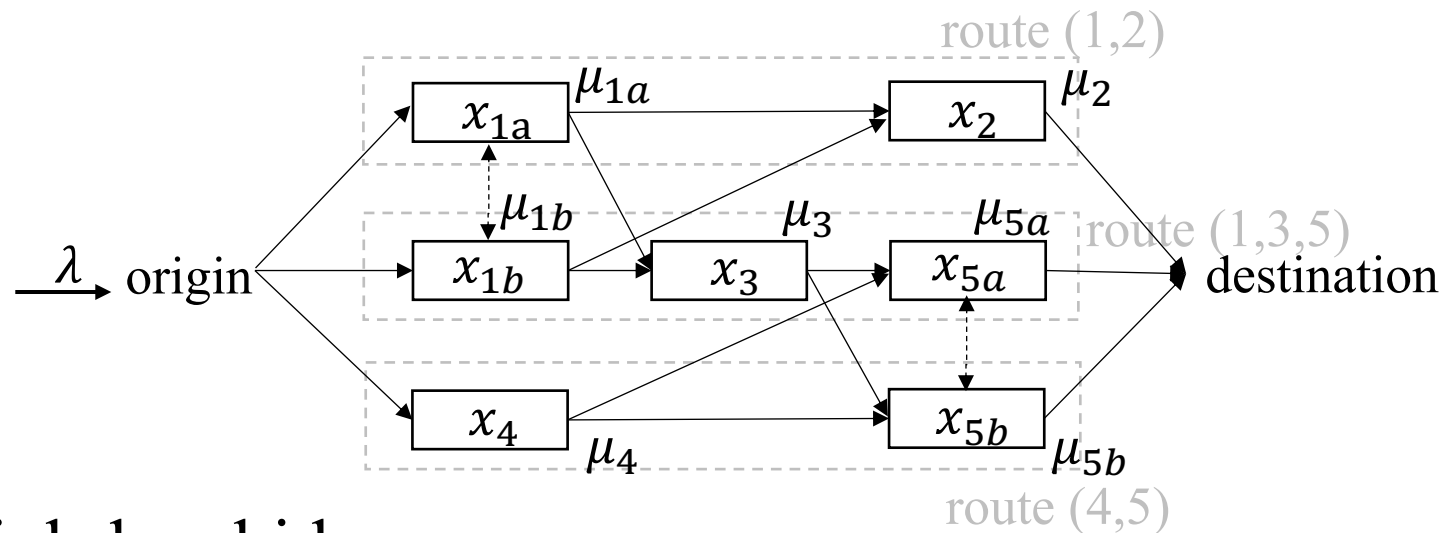 route (1,2)
μ1a
μ2
x1a
x2
μ1b
μ3
μ5a
route (1,3,5)
λ
origin
x1b
x3
x5a
destination
x4
x5b
μ4
μ5b
route (4,5)